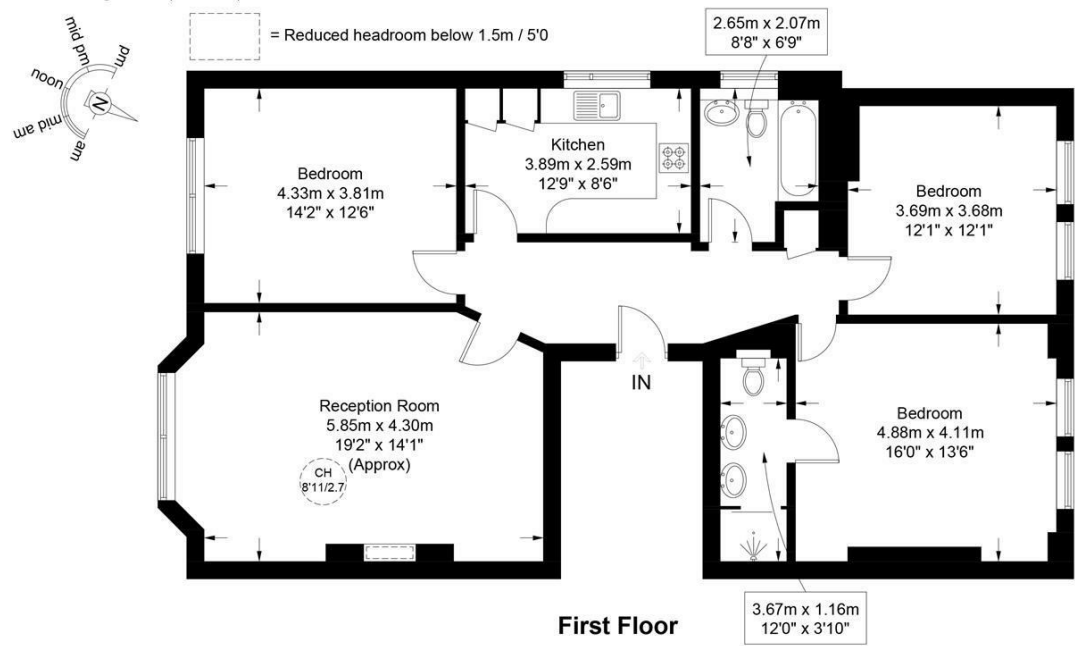 = Reduced headroom below 1.5m / 5'0
2.65m x 2.07m
8'8" x 6'9"
pm
mid pm
noon
mid am
am
N
Bedroom
4.33m x 3.81m
14'2" x 12'6"
Kitchen
3.89m x 2.59m
12'9" x 8'6"
Bedroom
3.69m x 3.68m
12'1" x 12'1"
IN
Reception Room
5.85m x 4.30m
19'2" x 14'1"
(Approx)
CH
8'11/2.7
Bedroom
4.88m x 4.11m
16'0" x 13'6"
3.67m x 1.16m
12'0" x 3'10"
First Floor